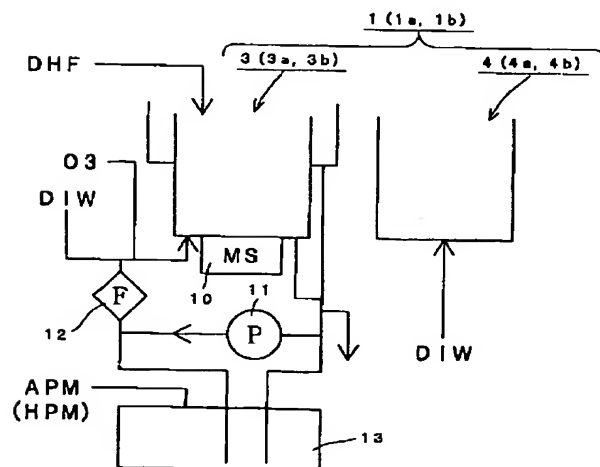 1 (1a, 1b)
3 (3a, 3b)
4 (4a, 4b)
DHF
O3
DIW
MS
10
11
F
P
12
DIW
APM
(HPM)
13